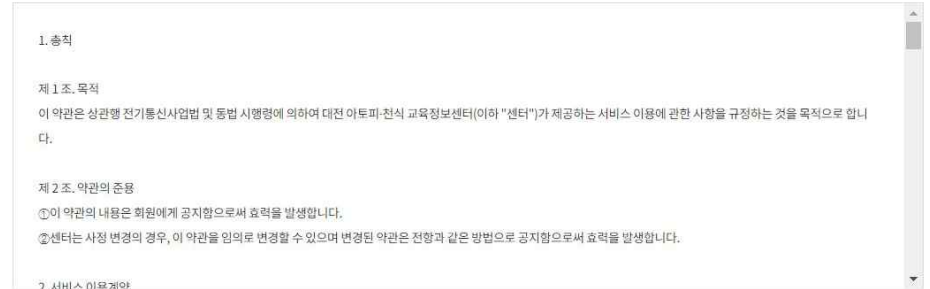 1. 총칙
제 1 조. 목적
이 약관은 상관행 전기통신사업법 및 동법 시행령에 의하여 대전 아토피·천식 교육정보센터(이하 "센터")가 제공하는 서비스 이용에 관한 사항을 규정하는 것을 목적으로 합니
다.
제 2 조. 약관의 준용
①이 약관의 내용은 회원에게 공지함으로써 효력을 발생합니다.
②센터는 사정 변경의 경우, 이 약관을 임의로 변경할 수 있으며 변경된 약관은 전항과 같은 방법으로 공지함으로써 효력을 발생합니다.
2. 서비스 이용계약